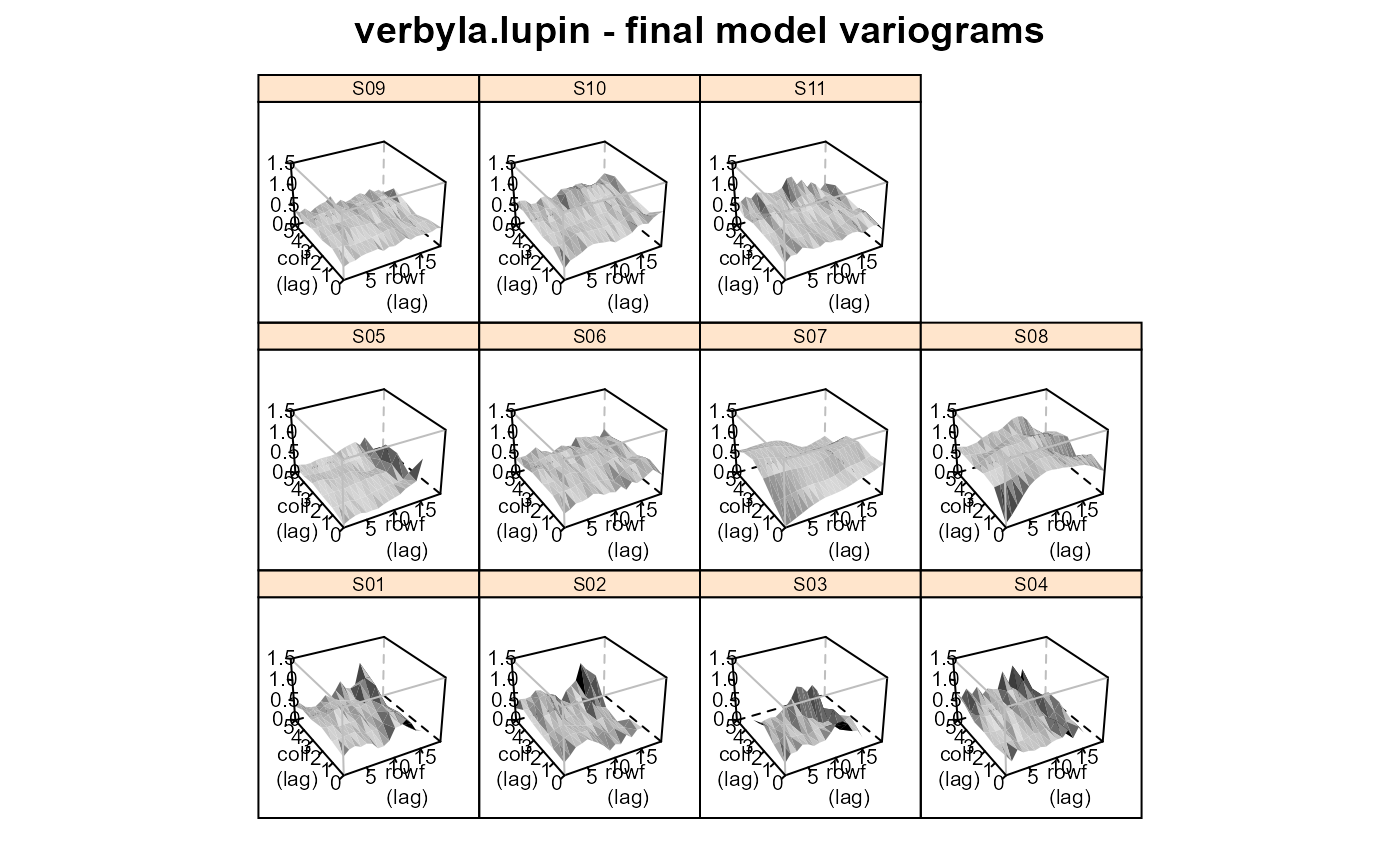 verbyla.lupin - final model variograms
S09 S10 S11
1.5 1.5 1.5
1.0 1.0 1.0
0.5 0.5 0.5
0.0 0.0 0.0
5 5 5
4 4 4
3 3 3
colf 2 10 15 colf 2 10 15 colf 2 10 15
(lag) 1 5 rowf (lag) 1 5 rowf (lag) 1 5 rowf
0 (lag) 0 (lag) 0 (lag)
S05 S06 S07 S08
1.5 1.5 1.5 1.5
1.0 1.0 1.0 1.0
0.5 0.5 0.5 0.5
0.0 0.0 0.0 0.0
5 5 5 5
4 4 4 4
3 3 3 3
colf 2 10 15 colf 2 10 15 colf 2 10 15 colf 2 10 15
(lag) 1 5 rowf (lag) 1 5 rowf (lag) 1 5 rowf (lag) 1 5 rowf
0 (lag) 0 (lag) 0 (lag) 0 (lag)
S01 S02 S03 S04
1.5 1.5 1.5 1.5
1.0 1.0 1.0 1.0
0.5 0.5 0.5 0.5
0.0 0.0 0.0 0.0
5 5 5 5
4 4 4 4
3 3 3 3
colf 2 10 15 colf 2 10 15 colf 2 10 15 colf 2 10 15
(lag) 1 5 rowf (lag) 1 5 rowf (lag) 1 5 rowf (lag) 1 5 rowf
0 (lag) 0 (lag) 0 (lag) 0 (lag)